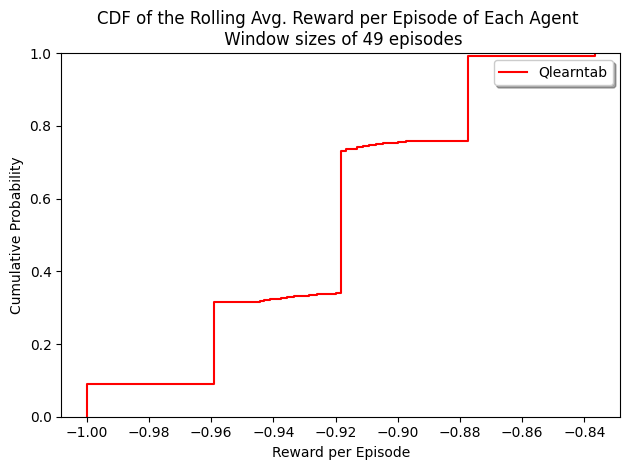 CDF of the Rolling Avg. Reward per Episode of Each Agent
Window sizes of 49 episodes
Qlearntab
1.0
0.8
0.6
0.4
0.2
0.0
Cumulative Probability
−1.00 −0.98 −0.96 −0.94 −0.92 −0.90 −0.88 −0.86 −0.84
Reward per Episode